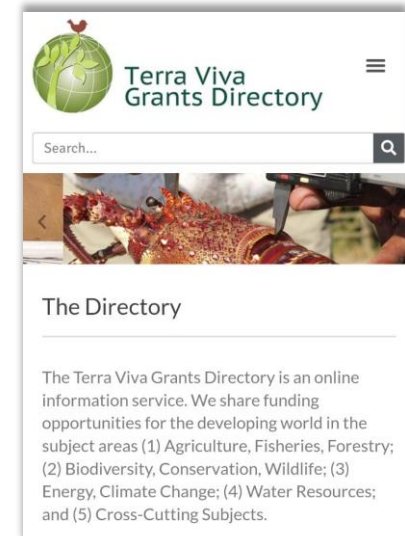 Terra Viva
Grants Directory
Search...
The Directory
The Terra Viva Grants Directory is an online
information service. We share funding
opportunities for the developing world in the
subject areas (1) Agriculture, Fisheries, Forestry;
(2) Biodiversity, Conservation, Wildlife; (3)
Energy, Climate Change; (4) Water Resources;
and (5) Cross-Cutting Subjects.